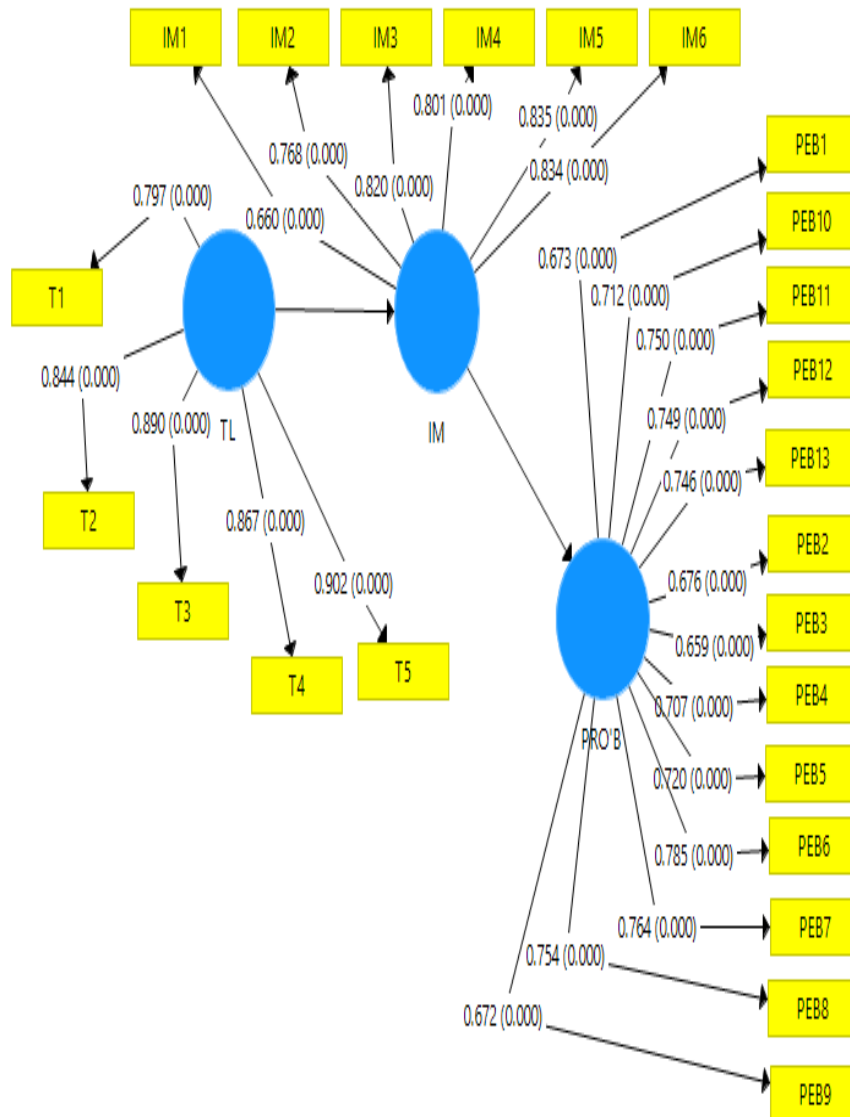 IM1
IM2
IM3
IM4
IM5
IM6
0.660 (0.000)
0.768 (0.000)
0.820 (0.000)
0.801 (0.000)
0.835 (0.000)
0.834 (0.000)
0.797 (0.000)
T1
0.844 (0.000)
T2
0.890 (0.000)
T3
0.867 (0.000)
T4
0.902 (0.000)
T5
TL
IM
PRO'B
0.673 (0.000)
PEB1
0.712 (0.000)
PEB10
0.750 (0.000)
PEB11
0.749 (0.000)
PEB12
0.746 (0.000)
PEB13
0.676 (0.000)
PEB2
0.659 (0.000)
PEB3
0.707 (0.000)
PEB4
0.720 (0.000)
PEB5
0.785 (0.000)
PEB6
0.764 (0.000)
PEB7
0.754 (0.000)
PEB8
0.672 (0.000)
PEB9